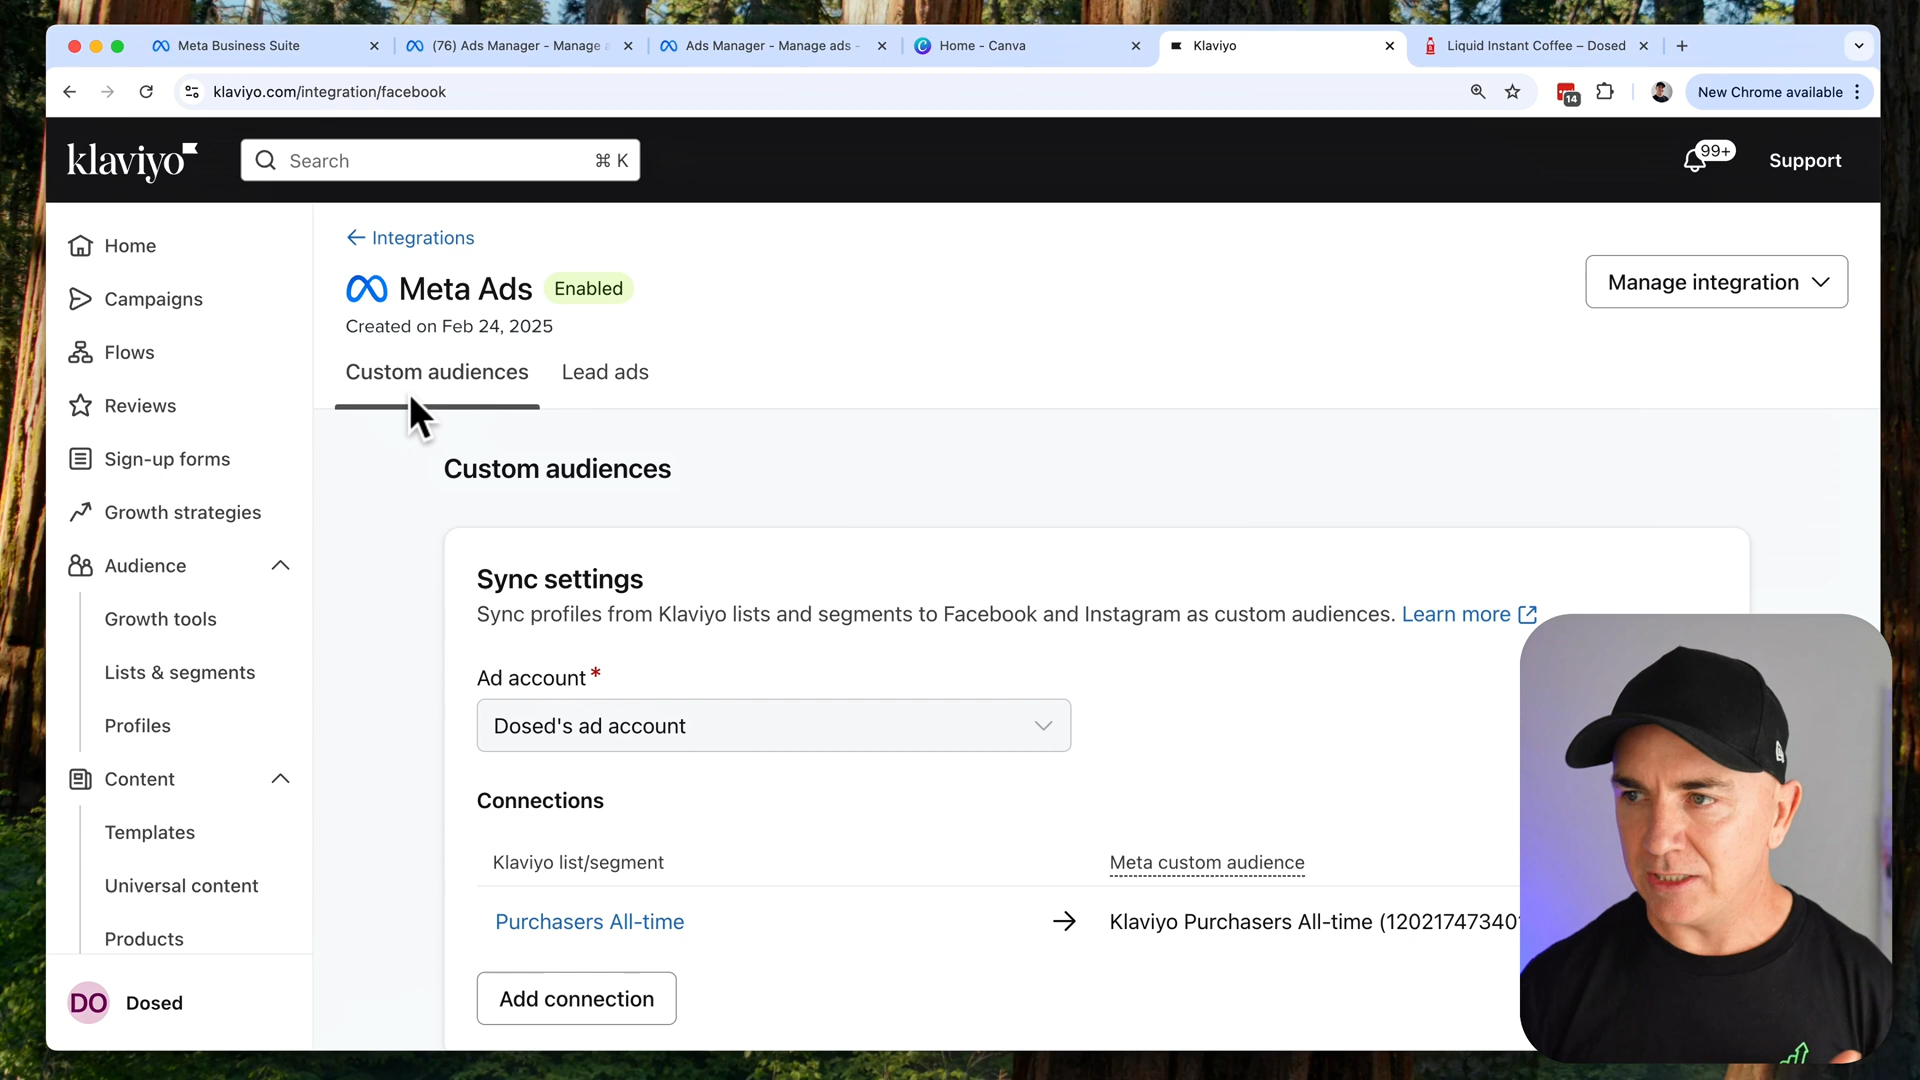 Meta Business Suite
(76) Ads Manager - Manage a
Ads Manager - Manage ads -
Home - Canva
Klaviyo
Liquid Instant Coffee – Dosed
klaviyo.com/integration/facebook
14
New Chrome available
klaviyo
Search
⌘ K
99+
Support
Home
Campaigns
Flows
Reviews
Sign-up forms
Growth strategies
Audience
Growth tools
Lists & segments
Profiles
Content
Templates
Universal content
Products
DO
Dosed
Integrations
Meta Ads
Enabled
Created on Feb 24, 2025
Manage integration
Custom audiences
Lead ads
Custom audiences
Sync settings
Sync profiles from Klaviyo lists and segments to Facebook and Instagram as custom audiences. Learn more
Ad account *
Dosed's ad account
Connections
Klaviyo list/segment
Meta custom audience
Purchasers All-time
Klaviyo Purchasers All-time (12021747340
Add connection